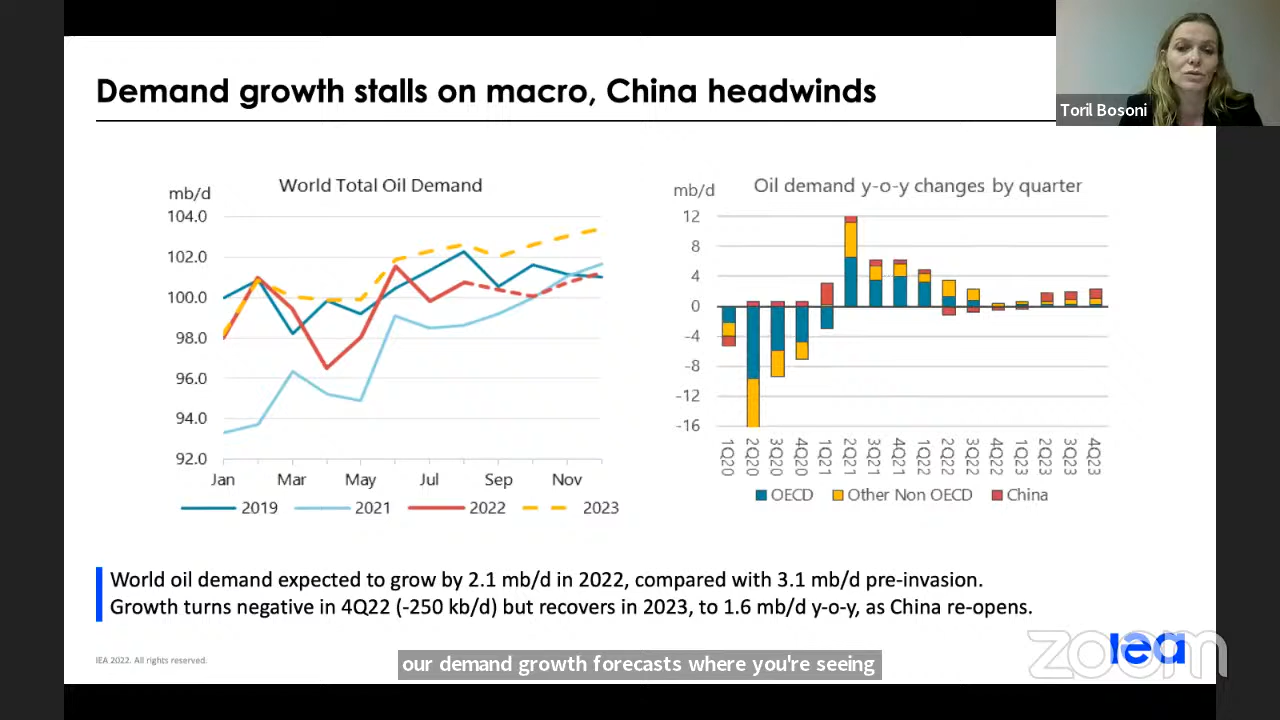 Demand growth stalls on macro, China headwinds
Toril Bosoni
World Total Oil Demand
mb/d
104.0
102.0
100.0
98.0
96.0
94.0
92.0
Jan Mar May Jul Sep Nov
2019 2021 2022 2023
Oil demand y-o-y changes by quarter
mb/d
12
8
4
0
-4
-8
-12
-16
1Q20 2Q20 3Q20 4Q20 1Q21 2Q21 3Q21 4Q21 1Q22 2Q22 3Q22 4Q22 1Q23 2Q23 3Q23 4Q23
OECD Other Non OECD China
World oil demand expected to grow by 2.1 mb/d in 2022, compared with 3.1 mb/d pre-invasion.
Growth turns negative in 4Q22 (-250 kb/d) but recovers in 2023, to 1.6 mb/d y-o-y, as China re-opens.
IEA 2022. All rights reserved.
our demand growth forecasts where you're seeing
zoom
Iea